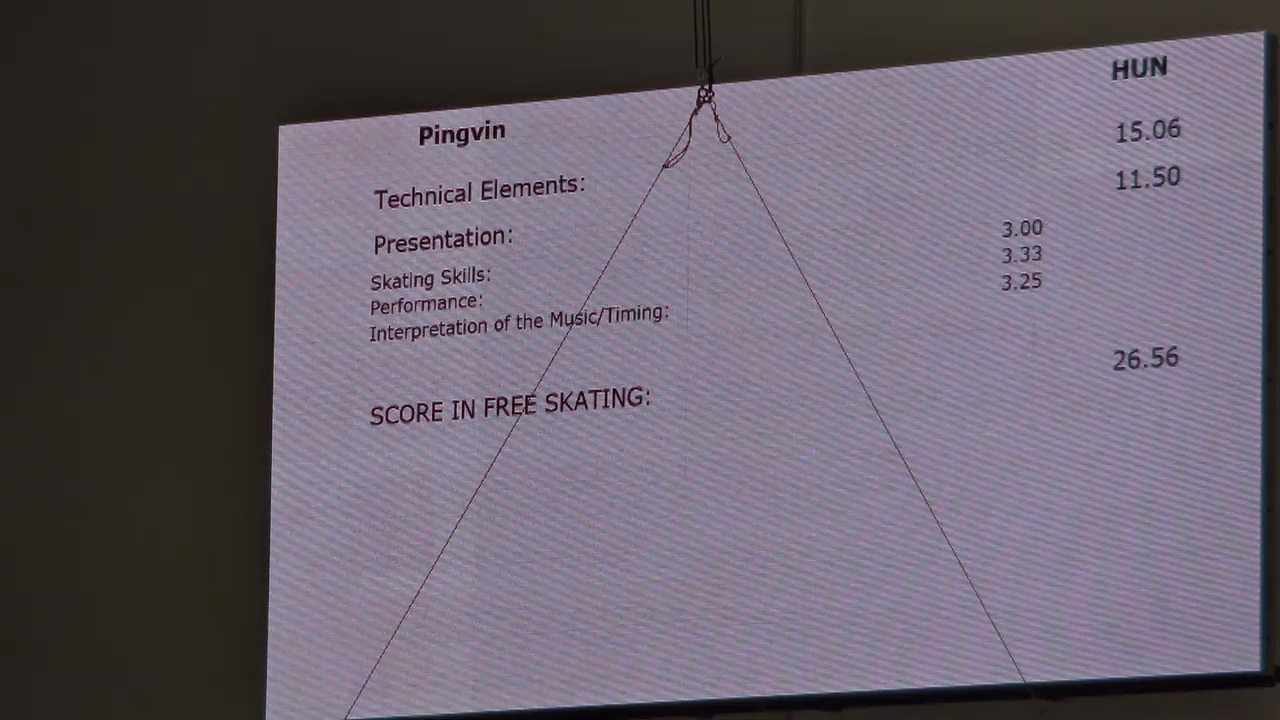 Pingvin HUN
Technical Elements: 15.06
Presentation: 11.50
Skating Skills: 3.00
Performance: 3.33
Interpretation of the Music/Timing: 3.25
SCORE IN FREE SKATING: 26.56